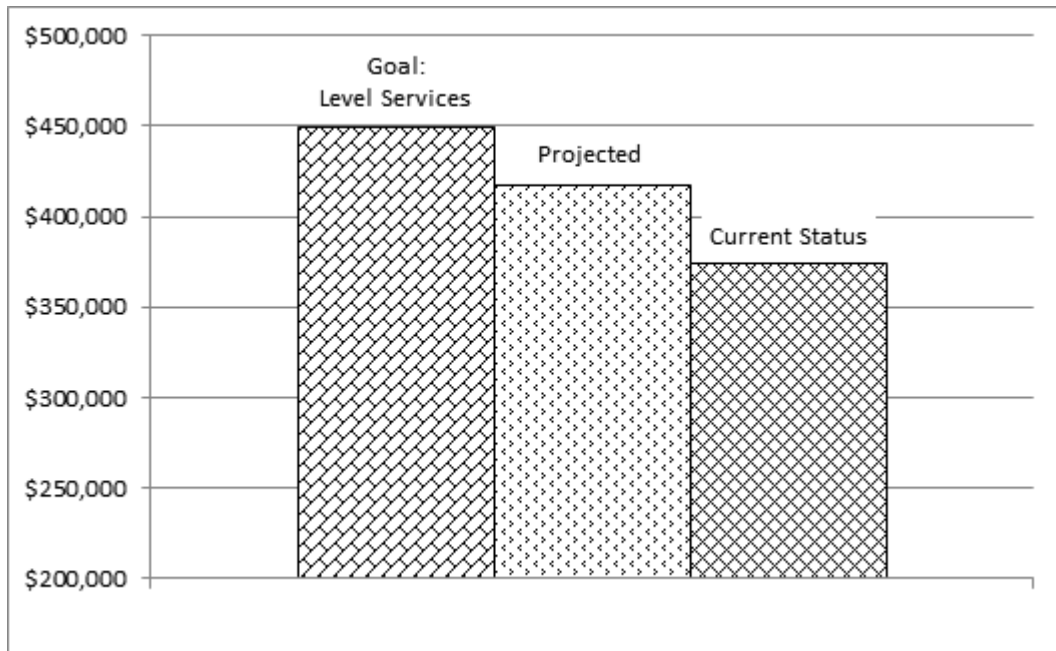 $500,000
Goal:
Level Services
$450,000
Projected
$400,000
Current Status
$350,000
$300,000
$250,000
$200,000